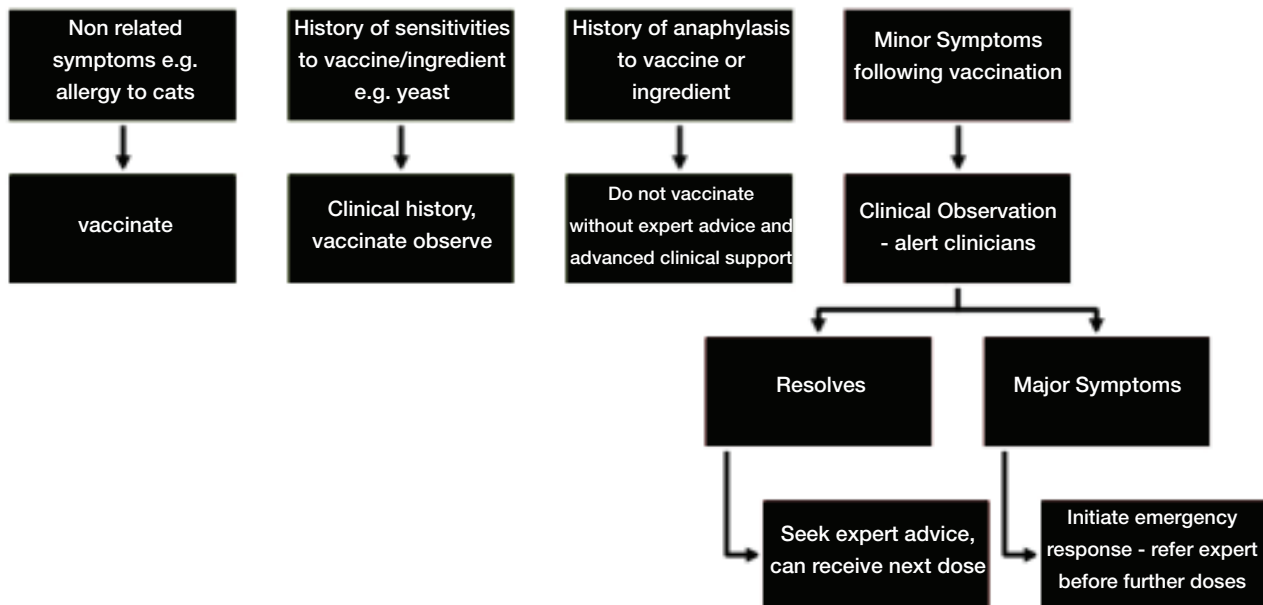 Non related
symptoms e.g.
allergy to cats
History of sensitivities
to vaccine/ingredient
e.g. yeast
History of anaphylasis
to vaccine or
ingredient
Minor Symptoms
following vaccination
vaccinate
Clinical history,
vaccinate observe
Do not vaccinate
without expert advice and
advanced clinical support
Clinical Observation
- alert clinicians
Resolves
Major Symptoms
Seek expert advice,
can receive next dose
Initiate emergency
response - refer expert
before further doses